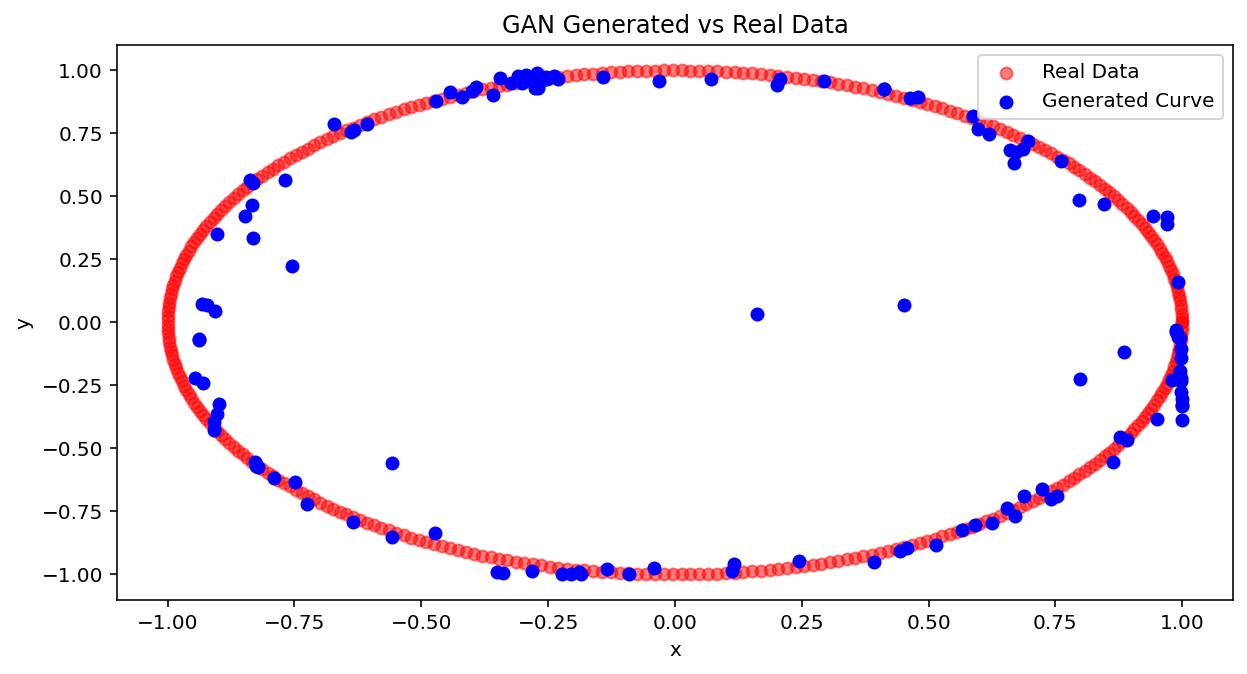 GAN Generated vs Real Data
Real Data
Generated Curve
1.00
0.75
0.50
0.25
0.00
−0.25
−0.50
−0.75
−1.00
y
−1.00 −0.75 −0.50 −0.25 0.00 0.25 0.50 0.75 1.00
x